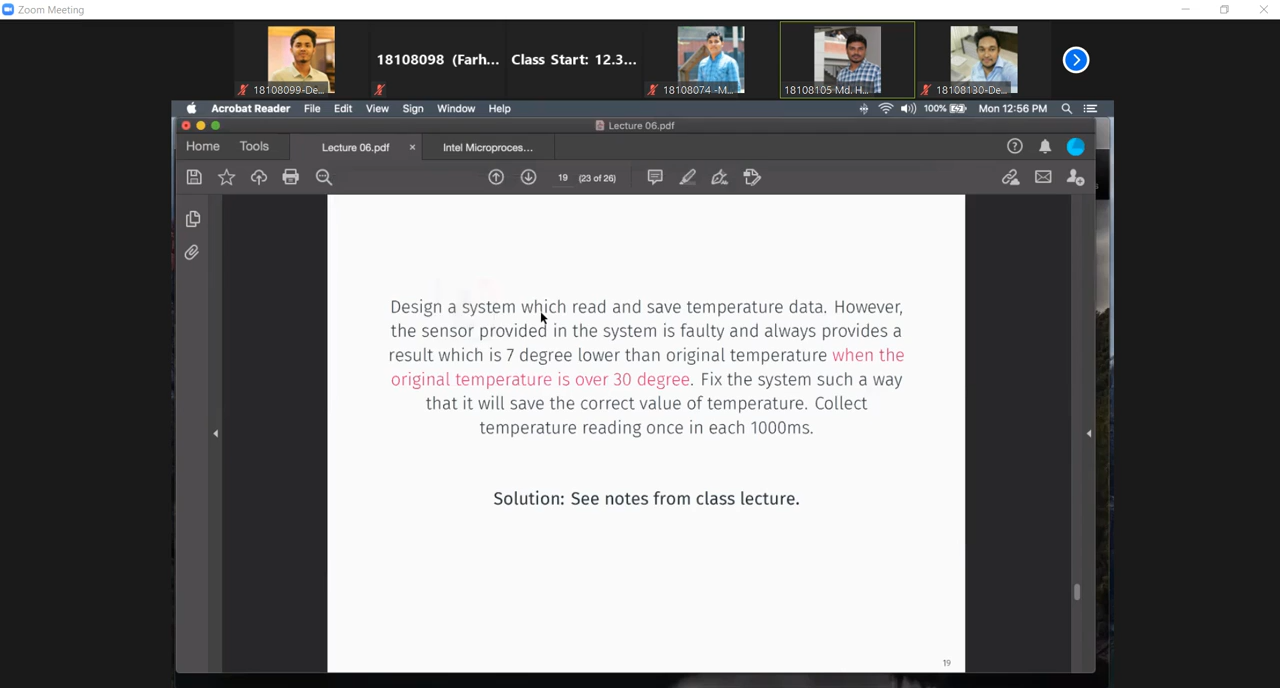 Zoom Meeting
18108098 (Farh... Class Start: 12.3...
18108099-De... 18108074 -M... 18108105 Md. H... 18108130-De...
Acrobat Reader File Edit View Sign Window Help 100% Mon 12:56 PM
Lecture 06.pdf
Home Tools Lecture 06.pdf × Intel Microproces...
19 (23 of 26)
Design a system which read and save temperature data. However,
the sensor provided in the system is faulty and always provides a
result which is 7 degree lower than original temperature when the
original temperature is over 30 degree. Fix the system such a way
that it will save the correct value of temperature. Collect
temperature reading once in each 1000ms.
Solution: See notes from class lecture.
19